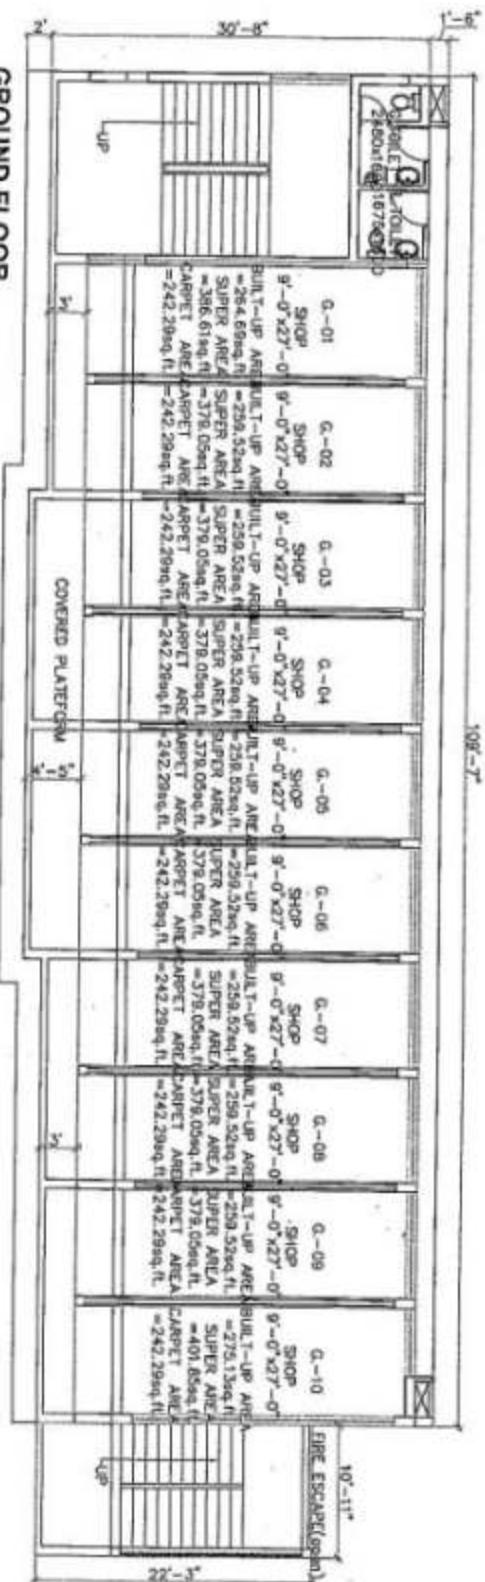 GROUND FLOOR
2'
30'-8"
1'-6"
109'-7"
TOILET
TOILET
UP
G.-01
SHOP
9'-0"x27'-0"
BUILT-UP AREA
=264.69sq.ft.
SUPER AREA
=386.61sq.ft.
CARPET AREA
=242.29sq.ft.
G.-02
SHOP
9'-0"x27'-0"
BUILT-UP AREA
=259.52sq.ft.
SUPER AREA
=379.05sq.ft.
CARPET AREA
=242.29sq.ft.
G.-03
SHOP
9'-0"x27'-0"
BUILT-UP AREA
=259.52sq.ft.
SUPER AREA
=379.05sq.ft.
CARPET AREA
=242.29sq.ft.
G.-04
SHOP
9'-0"x27'-0"
BUILT-UP AREA
=259.52sq.ft.
SUPER AREA
=379.05sq.ft.
CARPET AREA
=242.29sq.ft.
G.-05
SHOP
9'-0"x27'-0"
BUILT-UP AREA
=259.52sq.ft.
SUPER AREA
=379.05sq.ft.
CARPET AREA
=242.29sq.ft.
G.-06
SHOP
9'-0"x27'-0"
BUILT-UP AREA
=259.52sq.ft.
SUPER AREA
=379.05sq.ft.
CARPET AREA
=242.29sq.ft.
G.-07
SHOP
9'-0"x27'-0"
BUILT-UP AREA
=259.52sq.ft.
SUPER AREA
=379.05sq.ft.
CARPET AREA
=242.29sq.ft.
G.-08
SHOP
9'-0"x27'-0"
BUILT-UP AREA
=259.52sq.ft.
SUPER AREA
=379.05sq.ft.
CARPET AREA
=242.29sq.ft.
G.-09
SHOP
9'-0"x27'-0"
BUILT-UP AREA
=259.52sq.ft.
SUPER AREA
=379.05sq.ft.
CARPET AREA
=242.29sq.ft.
G.-10
SHOP
9'-0"x27'-0"
BUILT-UP AREA
=275.13sq.ft.
SUPER AREA
=401.85sq.ft.
CARPET AREA
=242.29sq.ft.
COVERED PLATEFORM
FIRE ESCAPE(open)
10'-11"
22'-3"
UP